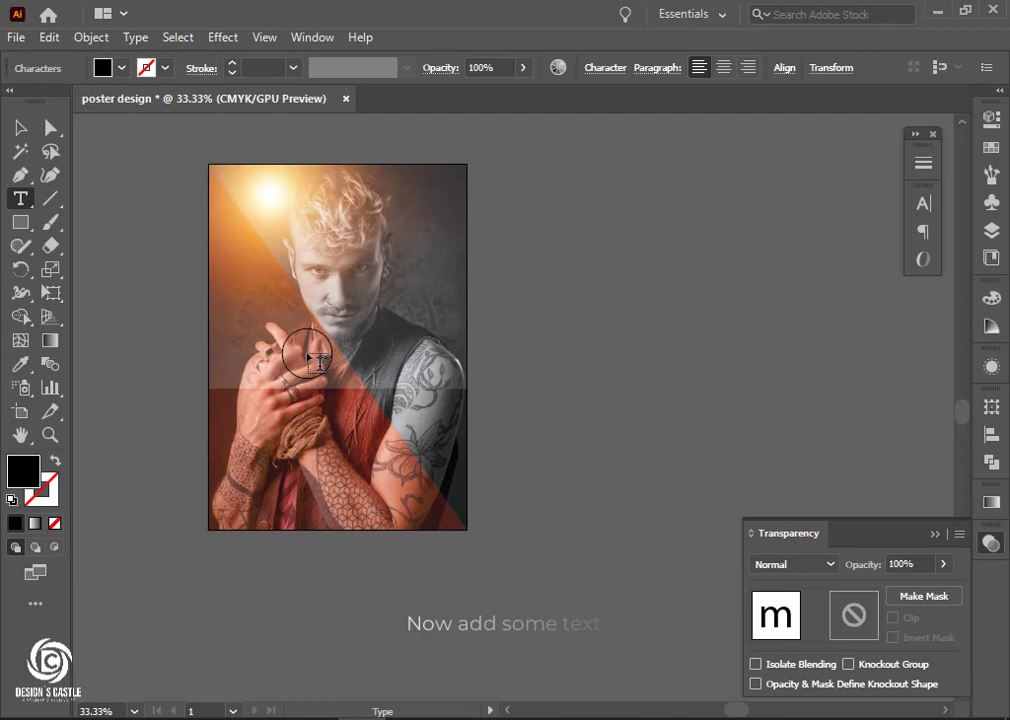 Ai
Essentials
Search Adobe Stock
File Edit Object Type Select Effect View Window Help
Characters Stroke: Opacity: 100% Character Paragraph: Align Transform
poster design * @ 33.33% (CMYK/GPU Preview)
Transparency
Normal Opacity: 100%
m
Make Mask
Clip
Invert Mask
Isolate Blending Knockout Group
Opacity & Mask Define Knockout Shape
Now add some text
DESIGN'S CASTLE
33.33% 1 Type